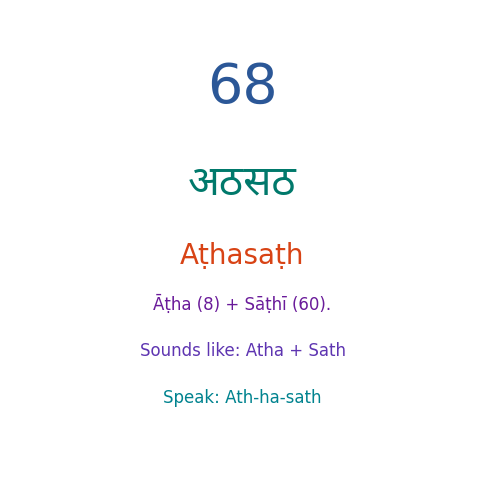 68
अठसठ
Aṭhasaṭh
Āṭha (8) + Sāṭhī (60).
Sounds like: Atha + Sath
Speak: Ath-ha-sath